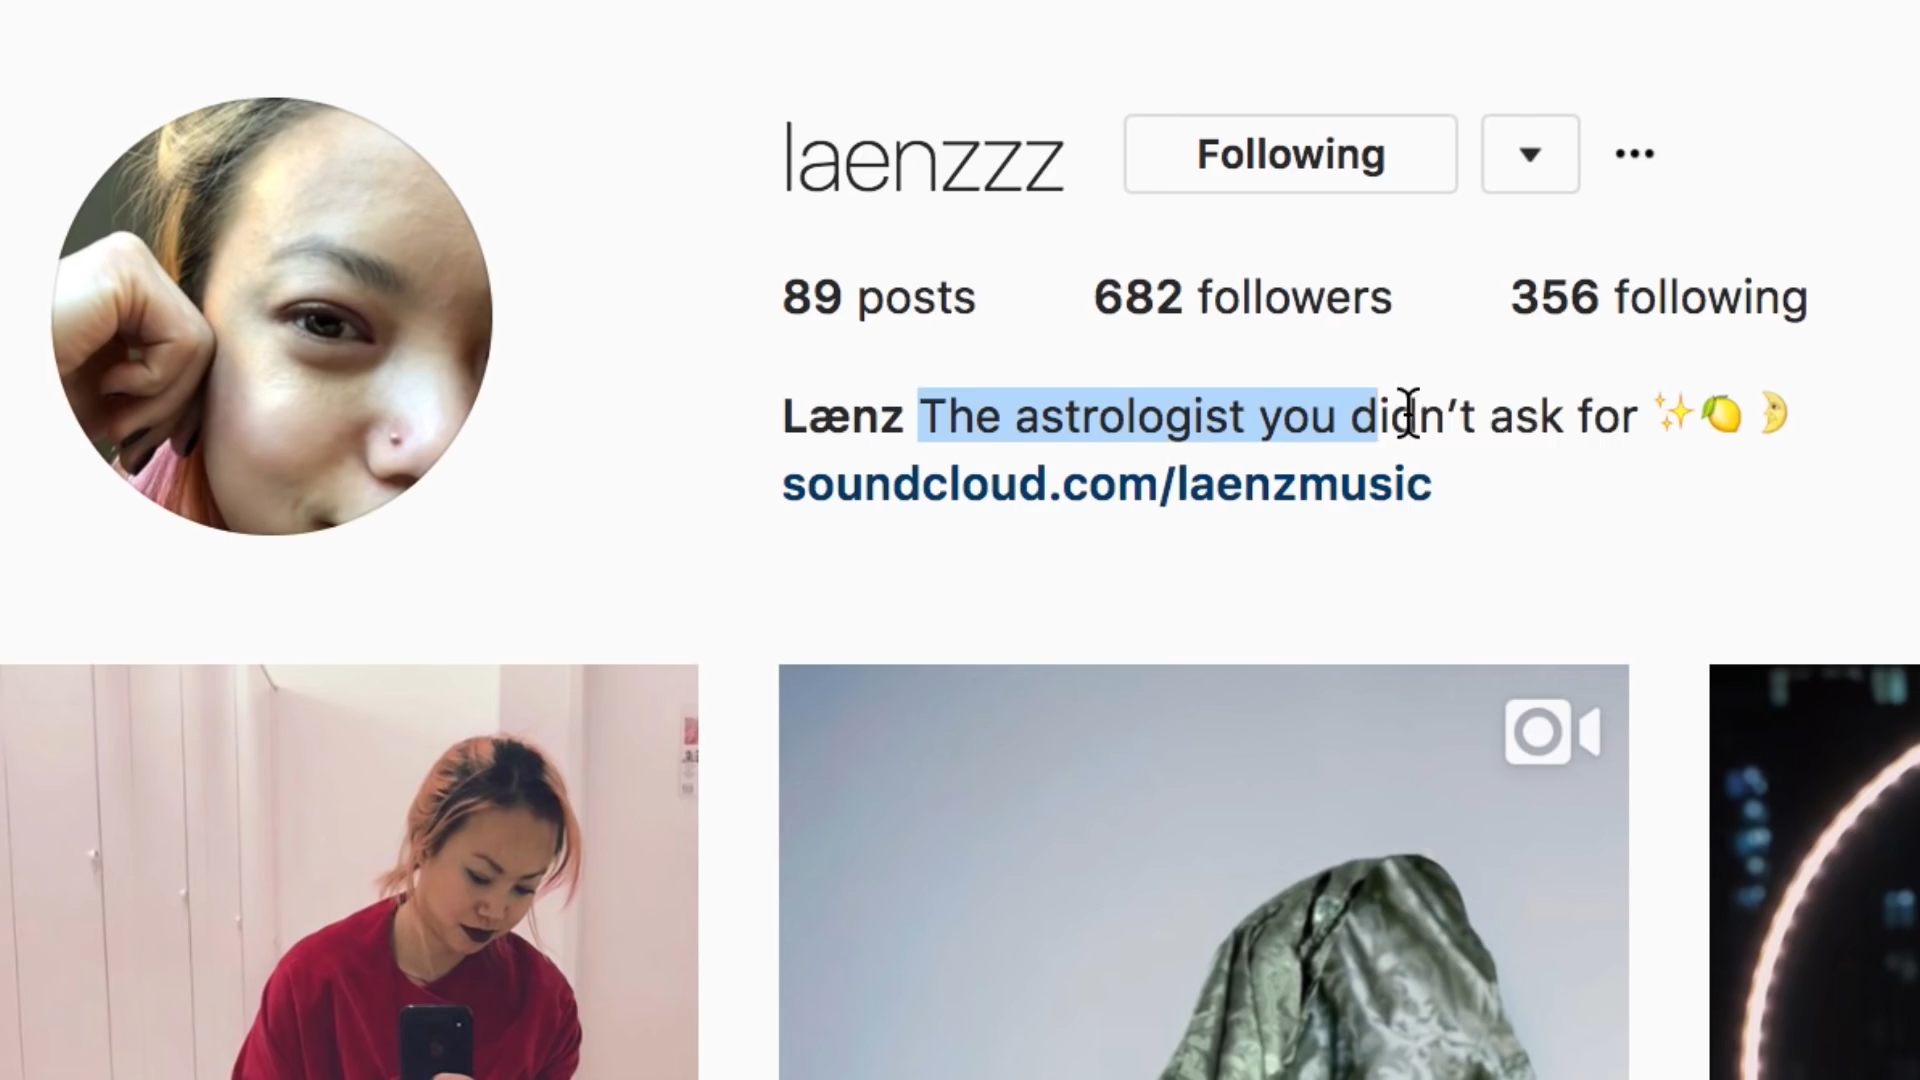 laenzzz Following ▼ •••
89 posts 682 followers 356 following
Lænz The astrologist you didn’t ask for ✨🍋🌛
soundcloud.com/laenzmusic